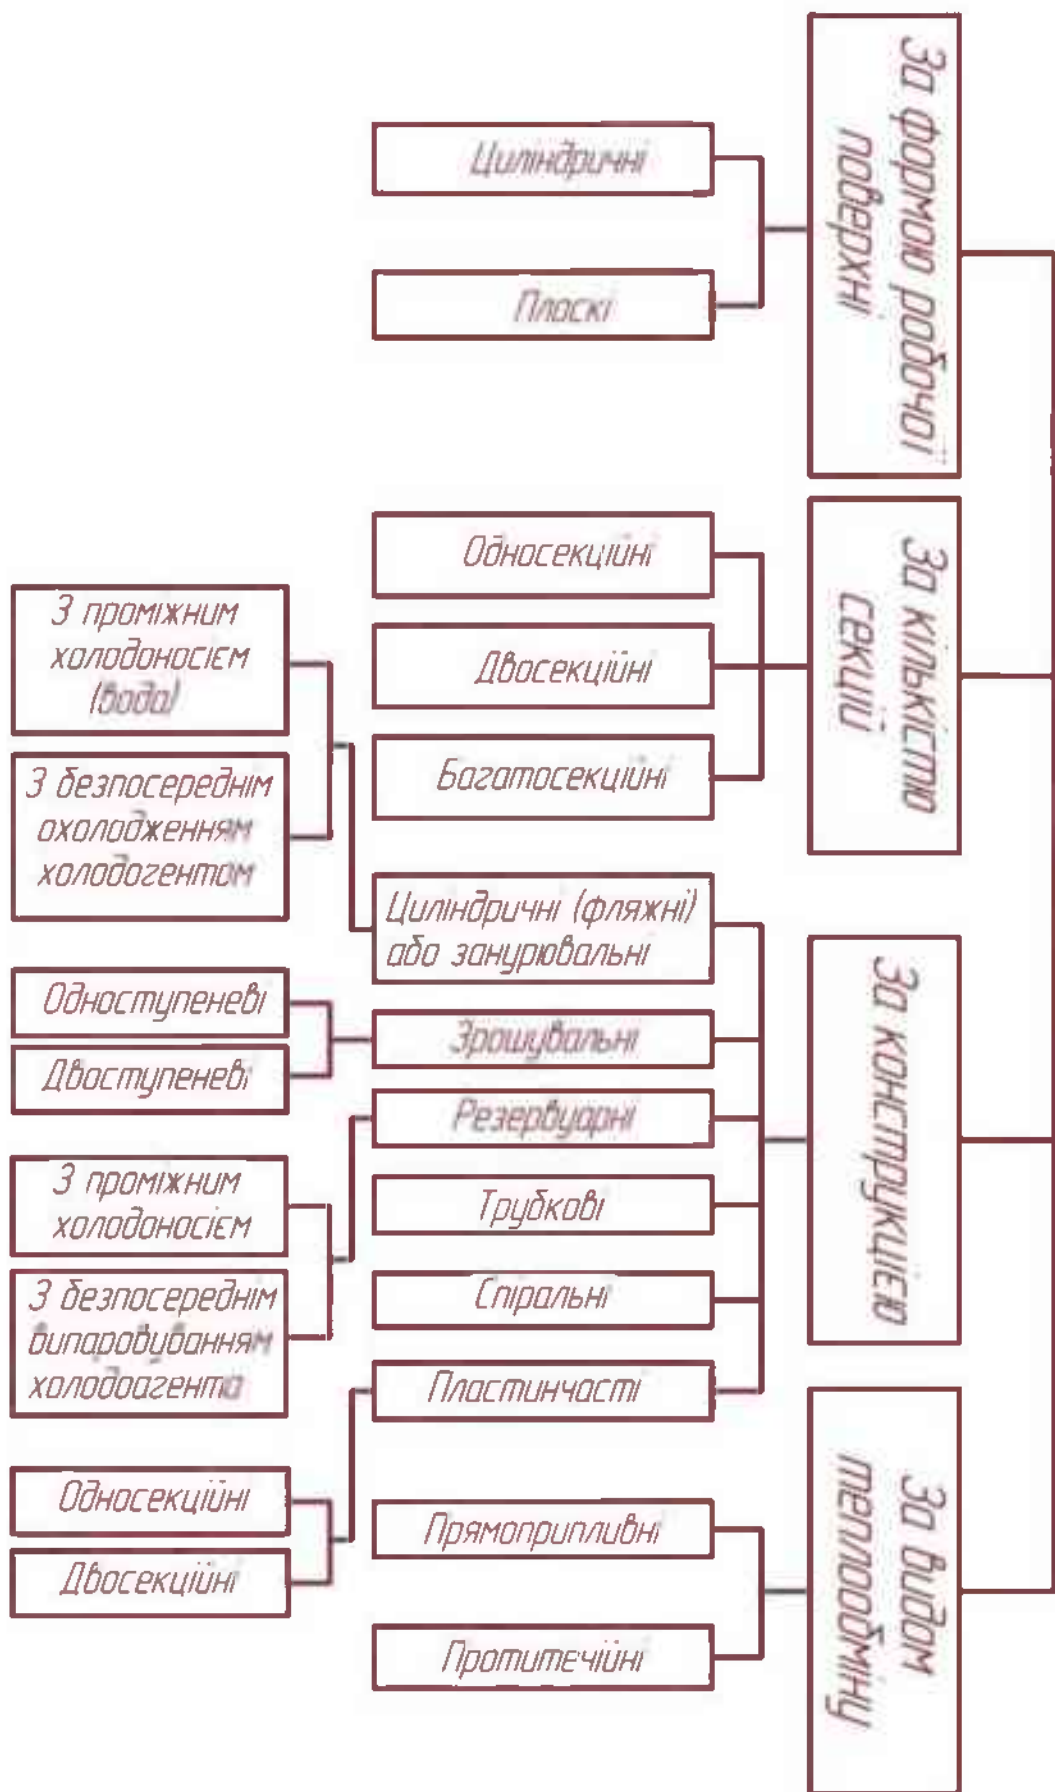 За формою робочої
поверхні
Циліндричні
Плоскі
За кількістю
секцій
Односекційні
Двосекційні
Багатосекційні
За конструкцією
Циліндричні (фляжні)
або занурювальні
З проміжним
холодоносієм
(вода)
З безпосереднім
охолодженням
холодогентом
Зрошувальні
Одноступеневі
Двоступеневі
Резервуарні
З проміжним
холодоносієм
З безпосереднім
випаровуванням
холодоагента
Трубкові
Спіральні
Пластинчасті
Односекційні
Двосекційні
За видом
теплообміну
Прямоприпливні
Протитечійні